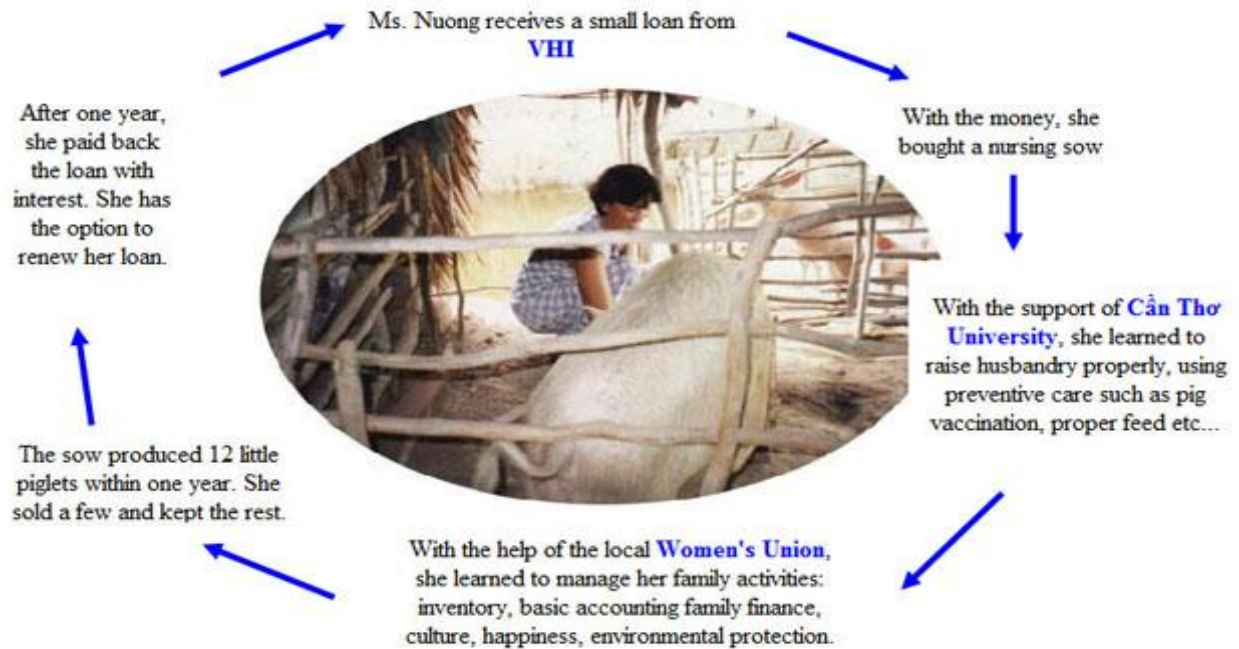 Ms. Nuong receives a small loan from
VHI
With the money, she
bought a nursing sow
With the support of Cần Thơ
University, she learned to
raise husbandry properly, using
preventive care such as pig
vaccination, proper feed etc...
With the help of the local Women's Union,
she learned to manage her family activities:
inventory, basic accounting family finance,
culture, happiness, environmental protection.
The sow produced 12 little
piglets within one year. She
sold a few and kept the rest.
After one year,
she paid back
the loan with
interest. She has
the option to
renew her loan.